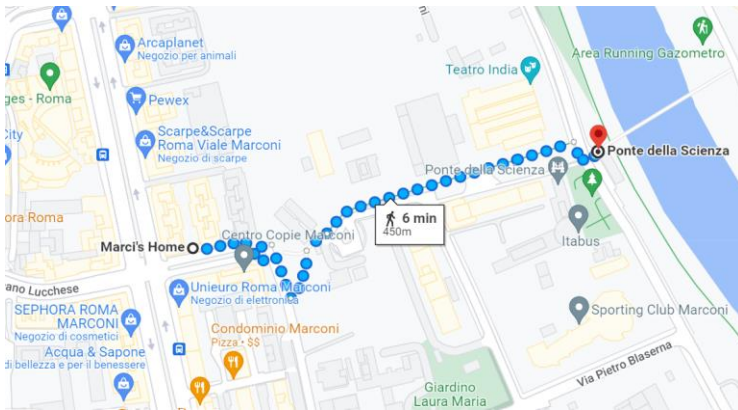 Arcaplanet
Negozio per animali
Teatro India
Area Running Gazometro
ges - Roma
Pewex
City
Scarpe&Scarpe
Roma Viale Marconi
Negozio di scarpe
Ponte della Scienza
Ponte della Scienza
6 min
450m
ora Roma
Centro Copie Marconi
Marci's Home
Itabus
ano Lucchese
Unieuro Roma Marconi
Negozio di elettronica
SEPHORA ROMA
MARCONI
Negozio di cosmetici
Condominio Marconi
Pizza • $$
Sporting Club Marconi
Acqua & Sapone
di bellezza e per il benessere
Via Pietro Blaserna
Giardino
Laura Maria